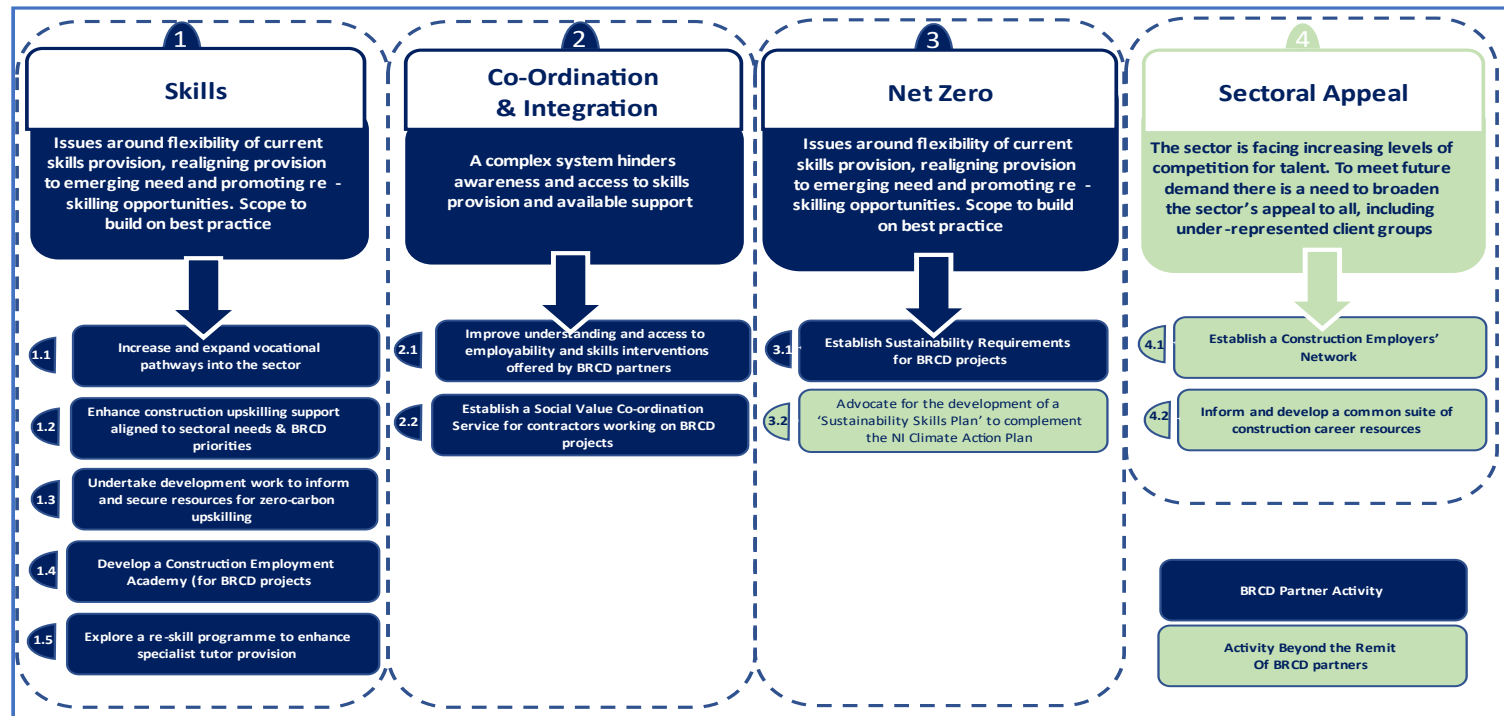 1
Skills
Issues around flexibility of current
skills provision, realigning provision
to emerging need and promoting re -
skilling opportunities. Scope to
build on best practice
1.1
Increase and expand vocational
pathways into the sector
1.2
Enhance construction upskilling support
aligned to sectoral needs & BRCD
priorities
1.3
Undertake development work to inform
and secure resources for zero-carbon
upskilling
1.4
Develop a Construction Employment
Academy (for BRCD projects
1.5
Explore a re-skill programme to enhance
specialist tutor provision
2
Co-Ordination
& Integration
A complex system hinders
awareness and access to skills
provision and available support
2.1
Improve understanding and access to
employability and skills interventions
offered by BRCD partners
2.2
Establish a Social Value Co-ordination
Service for contractors working on BRCD
projects
3
Net Zero
Issues around flexibility of current
skills provision, realigning provision
to emerging need and promoting re -
skilling opportunities. Scope to build
on best practice
3.1
Establish Sustainability Requirements
for BRCD projects
3.2
Advocate for the development of a
‘Sustainability Skills Plan’ to complement
the NI Climate Action Plan
4
Sectoral Appeal
The sector is facing increasing levels of
competition for talent. To meet future
demand there is a need to broaden
the sector’s appeal to all, including
under-represented client groups
4.1
Establish a Construction Employers’
Network
4.2
Inform and develop a common suite of
construction career resources
BRCD Partner Activity
Activity Beyond the Remit
Of BRCD partners